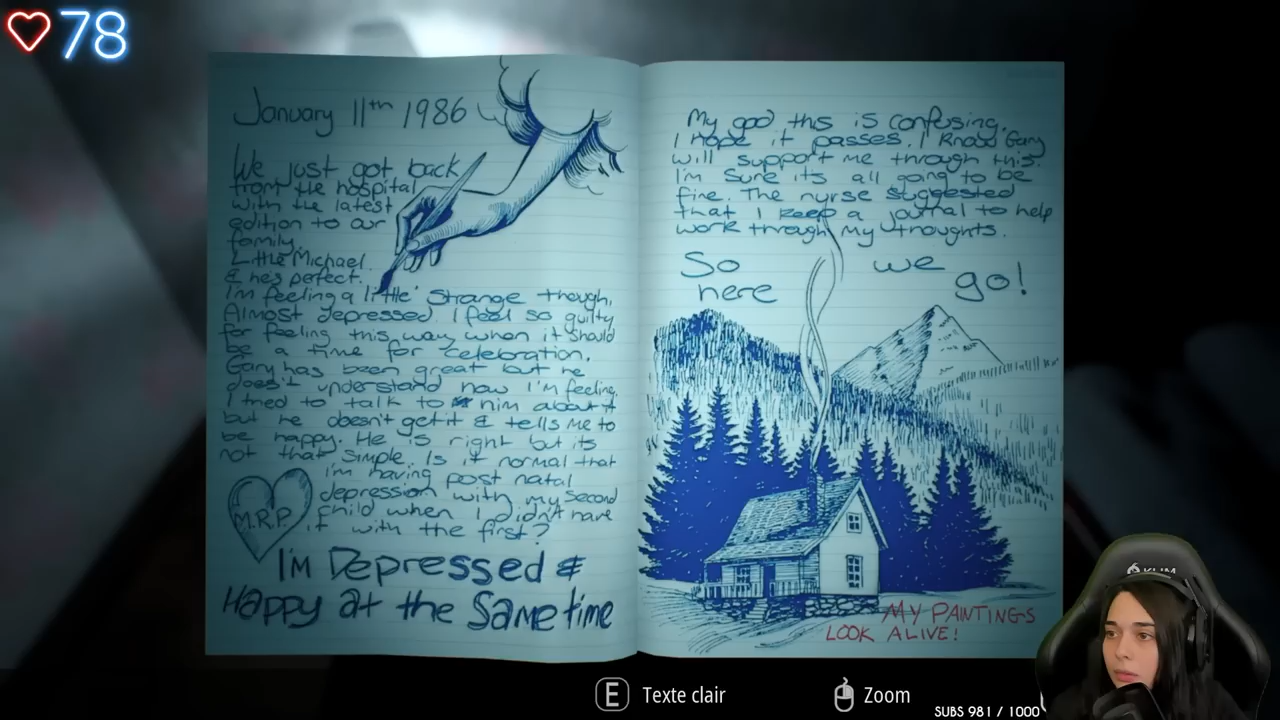 78
January 11th 1986
We just got back
from the hospital
with the latest
edition to our
family.
Little Michael.
& he's perfect.
I'm feeling a little strange though,
Almost depressed. I feel so guilty
for feeling this way when it should
be a time for celebration.
Gary has been great but he
doesn't understand how I'm feeling.
I tried to talk to him about it
but he doesn't get it & tells me to
be happy. He is right but its
not that simple. Is it normal that
i'm having post natal
depression with my second
child when I didn't have
it with the first?
M.R.P.
I'm Depressed &
Happy at the Same time
My god this is confusing.
I hope it passes. I know Gary
will support me through this.
I'm sure its all going to be
fine. The nurse suggested
that I keep a journal to help
work through my thoughts.
So we
here go!
MY PAINTINGS
LOOK ALIVE!
E Texte clair Zoom
SUBS 981 / 1000
KLIM